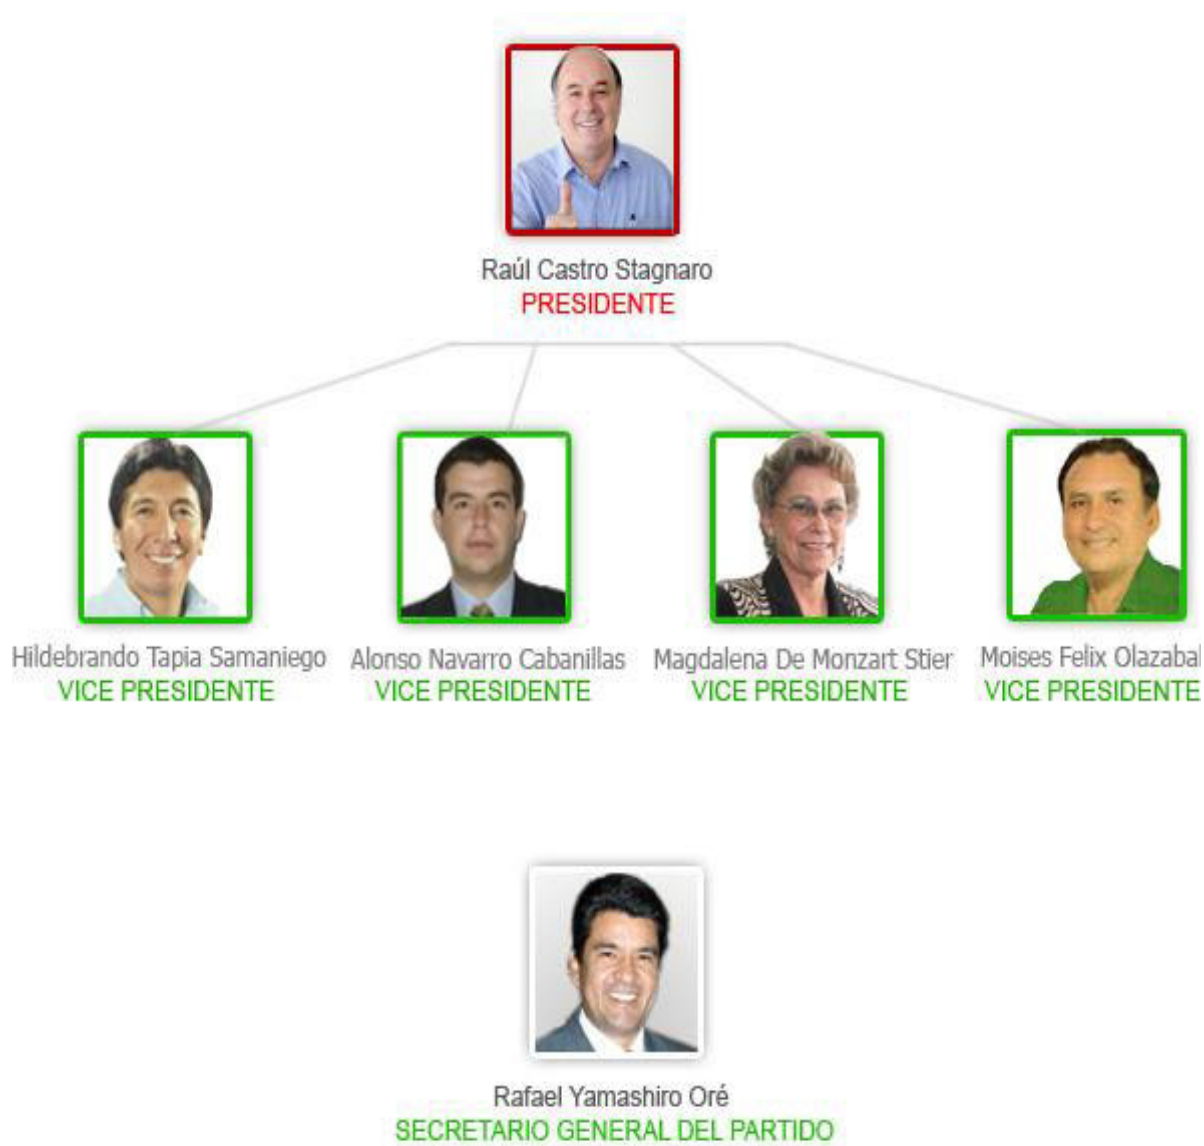 Raúl Castro Stagnaro
PRESIDENTE
Hildebrando Tapia Samaniego
VICE PRESIDENTE
Alonso Navarro Cabanillas
VICE PRESIDENTE
Magdalena De Monzart Stier
VICE PRESIDENTE
Moises Felix Olazabal
VICE PRESIDENTE
Rafael Yamashiro Oré
SECRETARIO GENERAL DEL PARTIDO